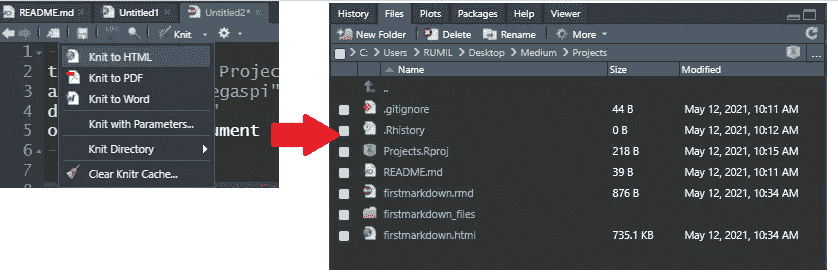 README.md × Untitled1 × Untitled2* ×
Knit
1
2 t Projec
3 a egaspi"
4 d "
5 o ument
6
7
Knit to HTML
Knit to PDF
Knit to Word
Knit with Parameters...
Knit Directory
Clear Knitr Cache...
History Files Plots Packages Help Viewer
New Folder Delete Rename More
C: > Users > RUMIL > Desktop > Medium > Projects
Name Size Modified
..
.gitignore 44 B May 12, 2021, 10:11 AM
.Rhistory 0 B May 12, 2021, 10:12 AM
Projects.Rproj 218 B May 12, 2021, 10:15 AM
README.md 39 B May 12, 2021, 10:11 AM
firstmarkdown.rmd 876 B May 12, 2021, 10:34 AM
firstmarkdown_files
firstmarkdown.html 735.1 KB May 12, 2021, 10:34 AM